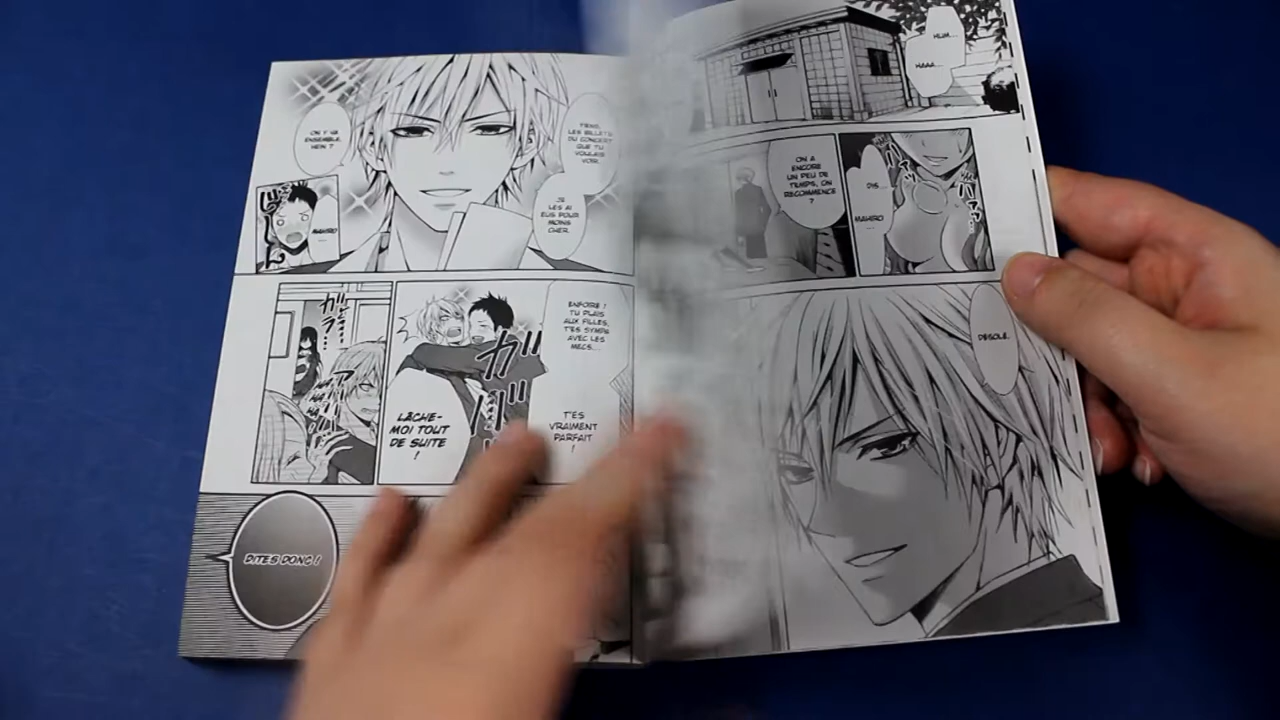 HUM...
HAAA...
DIS...
MAHIRO
...
ON A
ENCORE
UN PEU DE
TEMPS, ON
RECOMMENCE
?
DÉSOLÉ.
TIENS,
LES BILLETS
DU CONCERT
QUE TU
VOULAIS
VOIR.
JE
LES AI
EUS POUR
MOINS
CHER.
ON Y VA
ENSEMBLE,
HEIN ?
MAHIRO
...
ENFOIRÉ !
TU PLAIS
AUX FILLES,
T'ES SYMPA
AVEC LES
MECS...
T'ES
VRAIMENT
PARFAIT
!
LÂCHE-
MOI TOUT
DE SUITE
!
DITES DONC !